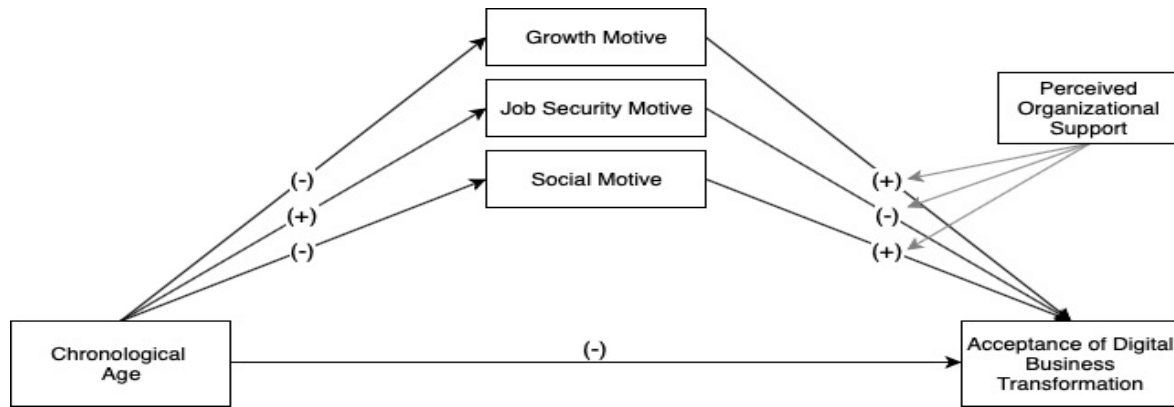 Growth Motive
Job Security Motive
Social Motive
Perceived
Organizational
Support
(-)
(+)
(-)
(+)
(-)
(+)
Chronological
Age
(-)
Acceptance of Digital
Business
Transformation